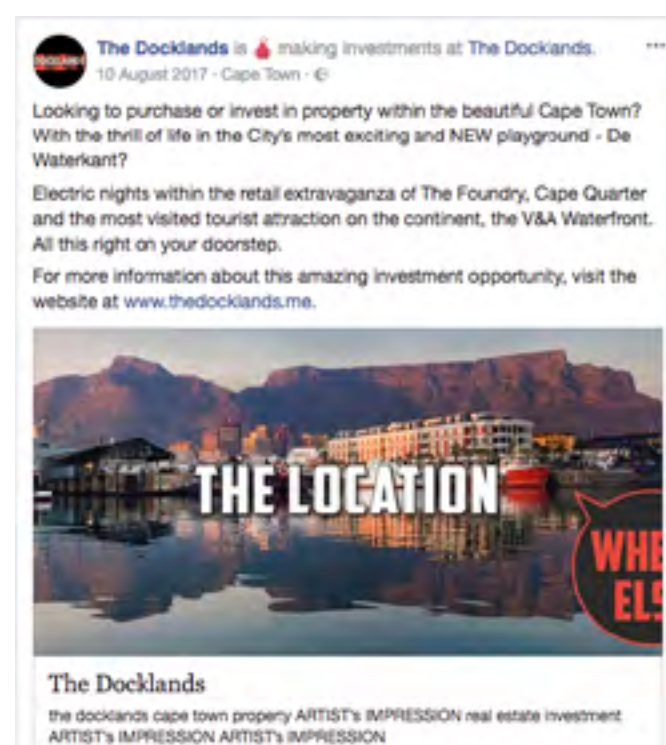 The Docklands is making investments at The Docklands.
10 August 2017 · Cape Town ·
Looking to purchase or invest in property within the beautiful Cape Town?
With the thrill of life in the City's most exciting and NEW playground - De
Waterkant?
Electric nights within the retail extravaganza of The Foundry, Cape Quarter
and the most visited tourist attraction on the continent, the V&A Waterfront.
All this right on your doorstep.
For more information about this amazing investment opportunity, visit the
website at www.thedocklands.me.
THE LOCATION
WHE
ELS
The Docklands
the docklands cape town property ARTIST's IMPRESSION real estate investment
ARTIST's IMPRESSION ARTIST's IMPRESSION